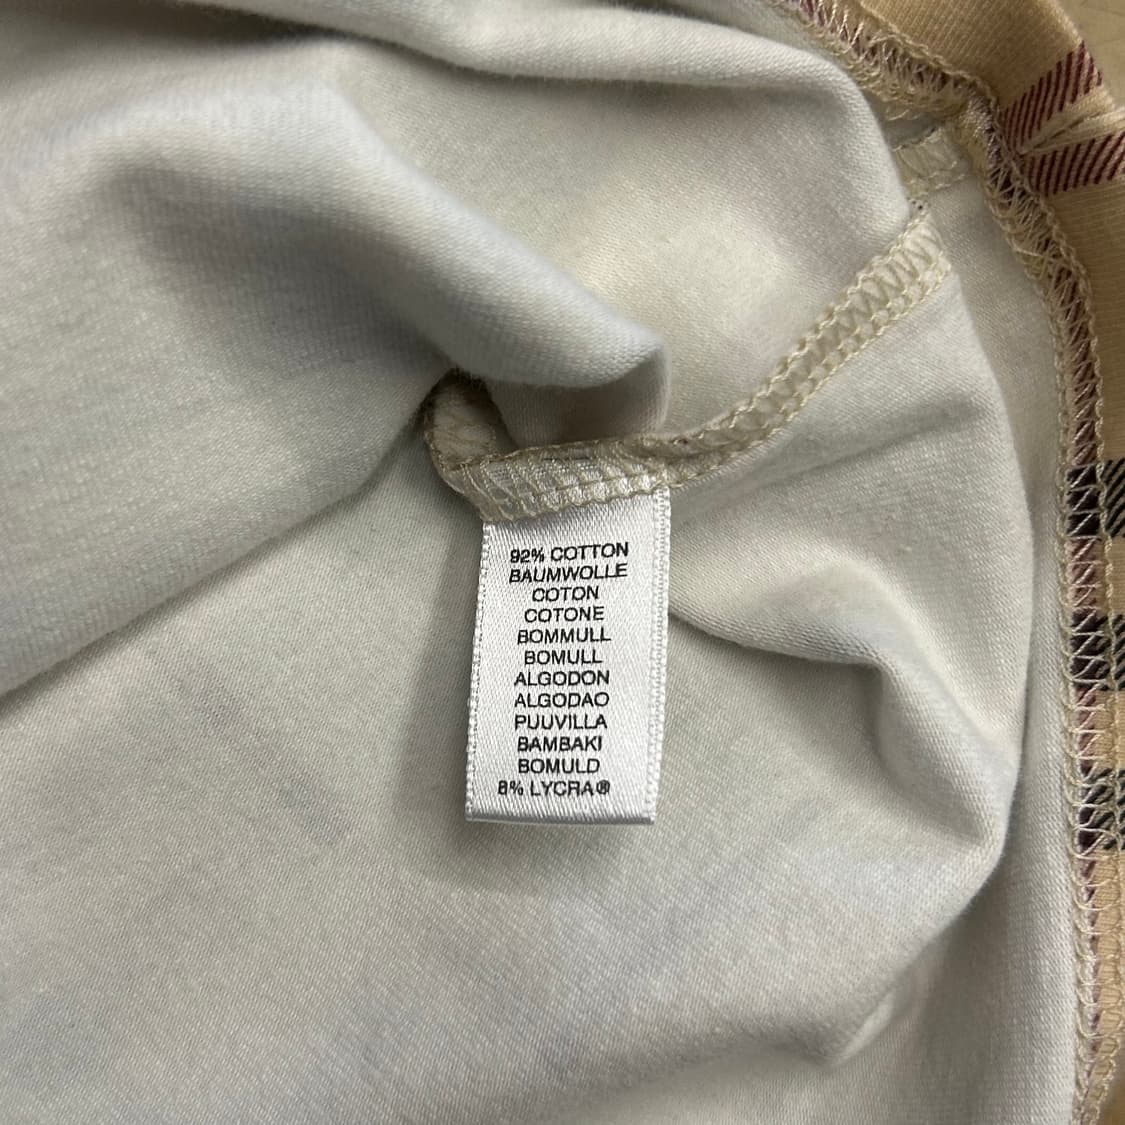 92% COTTON
BAUMWOLLE
COTON
COTONE
BOMMULL
BOMULL
ALGODON
ALGODAO
PUUVILLA
BAMBAKI
BOMULD
8% LYCRA®